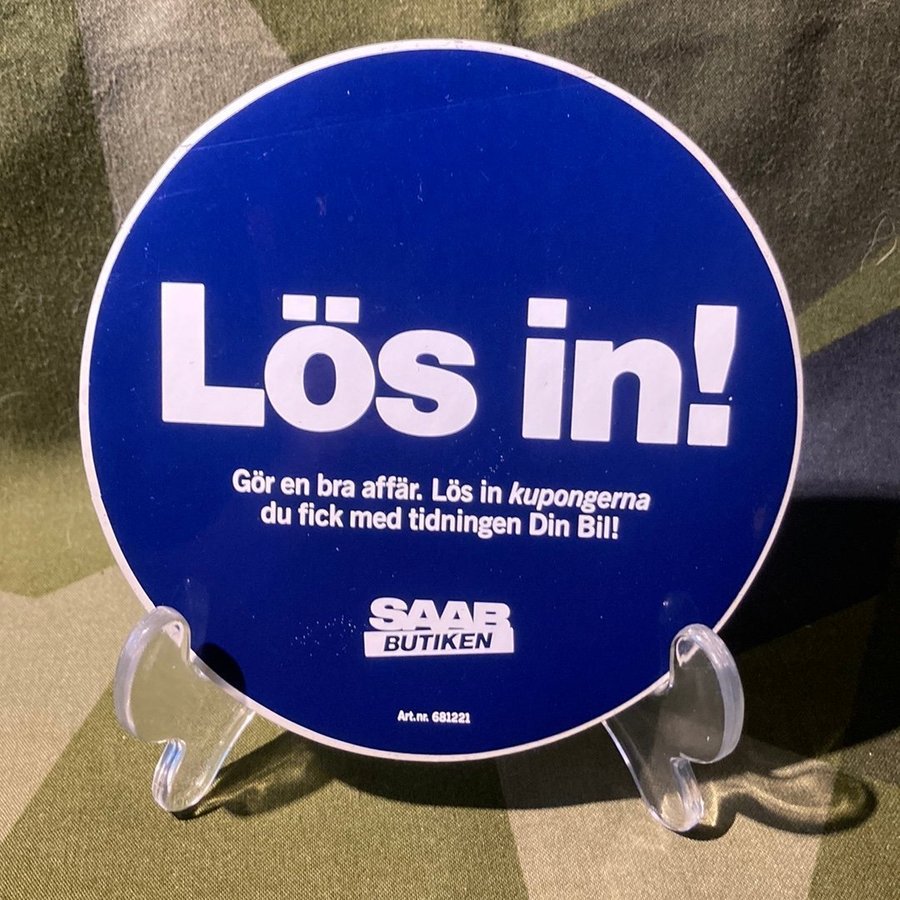 Lös in!
Gör en bra affär. Lös in kupongerna
du fick med tidningen Din Bil!
SAAB
BUTIKEN
Art.nr. 681221